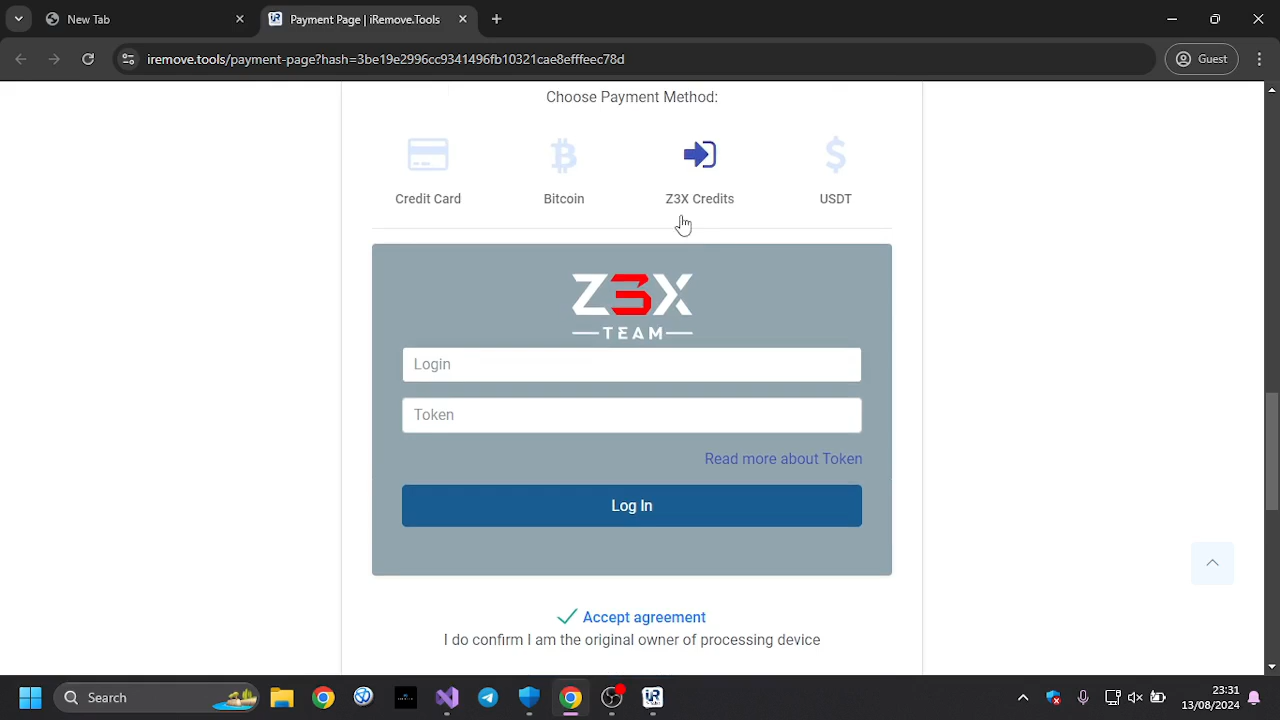 New Tab
Payment Page | iRemove.Tools
iremove.tools/payment-page?hash=3be19e2996cc9341496fb10321cae8efffeec78d
Guest
Choose Payment Method:
Credit Card
Bitcoin
Z3X Credits
USDT
Z3X
TEAM
Login
Token
Read more about Token
Log In
Accept agreement
I do confirm I am the original owner of processing device
Search
23:31
13/08/2024